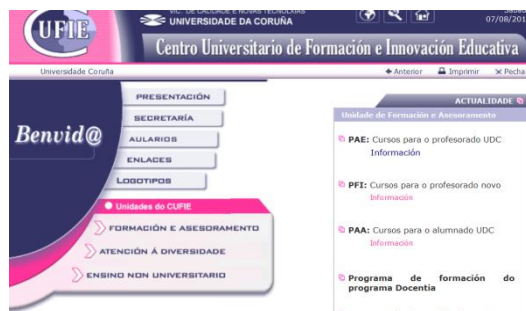 CUFIE
VIC. DE CALIDADE E NOVAS TECNOLOXÍAS
UNIVERSIDADE DA CORUÑA
07/08/201
Centro Universitario de Formación e Innovación Educativa
Universidade Coruña
Anterior Imprimir Pecha
PRESENTACIÓN
SECRETARÍA
AULARIOS
ENLACES
LOGOTIPOS
Benvid@
Unidades do CUFIE
FORMACIÓN E ASESORAMENTO
ATENCIÓN Á DIVERSIDADE
ENSINO NON UNIVERSITARIO
ACTUALIDADE
Unidade de Formación e Asesoramento
PAE: Cursos para o profesorado UDC
Información
PFI: Cursos para o profesorado novo
Información
PAA: Cursos para o alumnado UDC
Información
Programa de formación do
programa Docentia